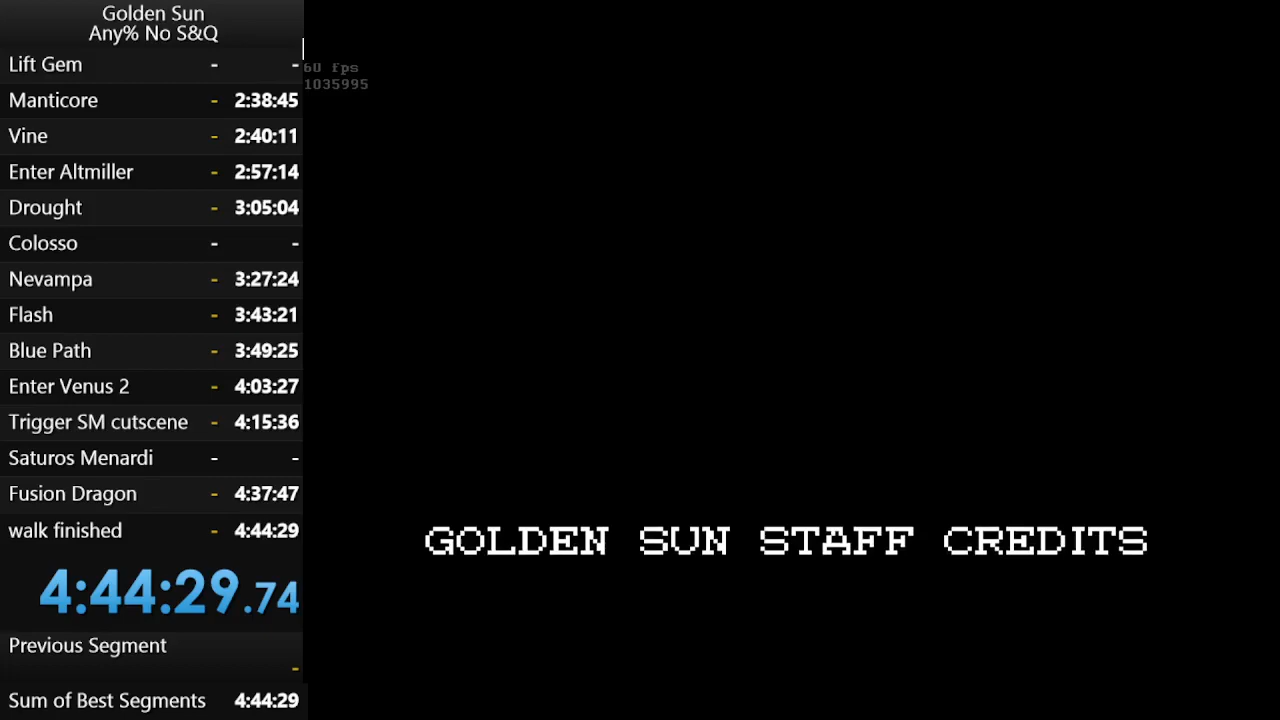 Golden Sun
Any% No S&Q
Lift Gem - -
Manticore - 2:38:45
Vine - 2:40:11
Enter Altmiller - 2:57:14
Drought - 3:05:04
Colosso - -
Nevampa - 3:27:24
Flash - 3:43:21
Blue Path - 3:49:25
Enter Venus 2 - 4:03:27
Trigger SM cutscene - 4:15:36
Saturos Menardi - -
Fusion Dragon - 4:37:47
walk finished - 4:44:29
4:44:29.74
Previous Segment
-
Sum of Best Segments 4:44:29
60 fps
1035995
GOLDEN SUN STAFF CREDITS